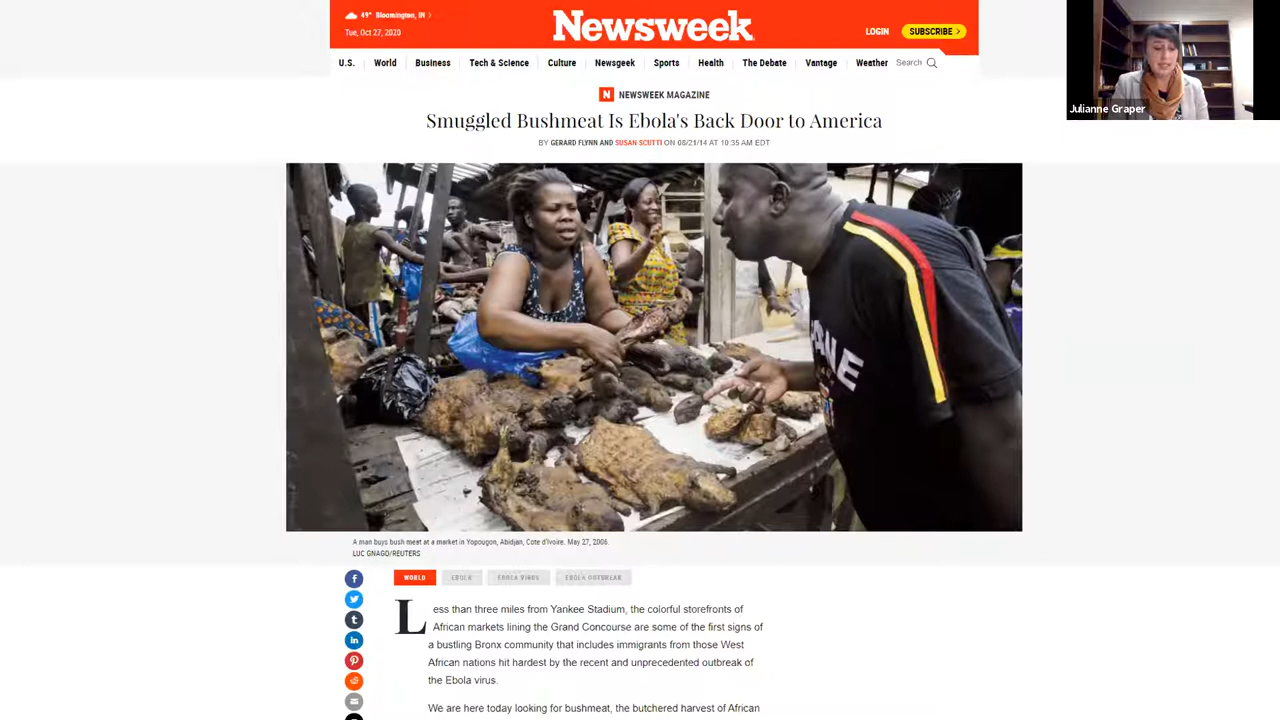 49° Bloomington, IN
Tue, Oct 27, 2020
Newsweek
LOGIN
SUBSCRIBE >
U.S. World Business Tech & Science Culture Newsgeek Sports Health The Debate Vantage Weather Search
N NEWSWEEK MAGAZINE
Smuggled Bushmeat Is Ebola's Back Door to America
BY GERARD FLYNN AND SUSAN SCUTTI ON 08/21/14 AT 10:35 AM EDT
Julianne Graper
A man buys bush meat at a market in Yopougon, Abidjan, Cote d'Ivoire. May 27, 2006.
LUC GNAGO/REUTERS
WORLD EBOLA EBOLA VIRUS EBOLA OUTBREAK
Less than three miles from Yankee Stadium, the colorful storefronts of
African markets lining the Grand Concourse are some of the first signs of
a bustling Bronx community that includes immigrants from those West
African nations hit hardest by the recent and unprecedented outbreak of
the Ebola virus.
We are here today looking for bushmeat, the butchered harvest of African